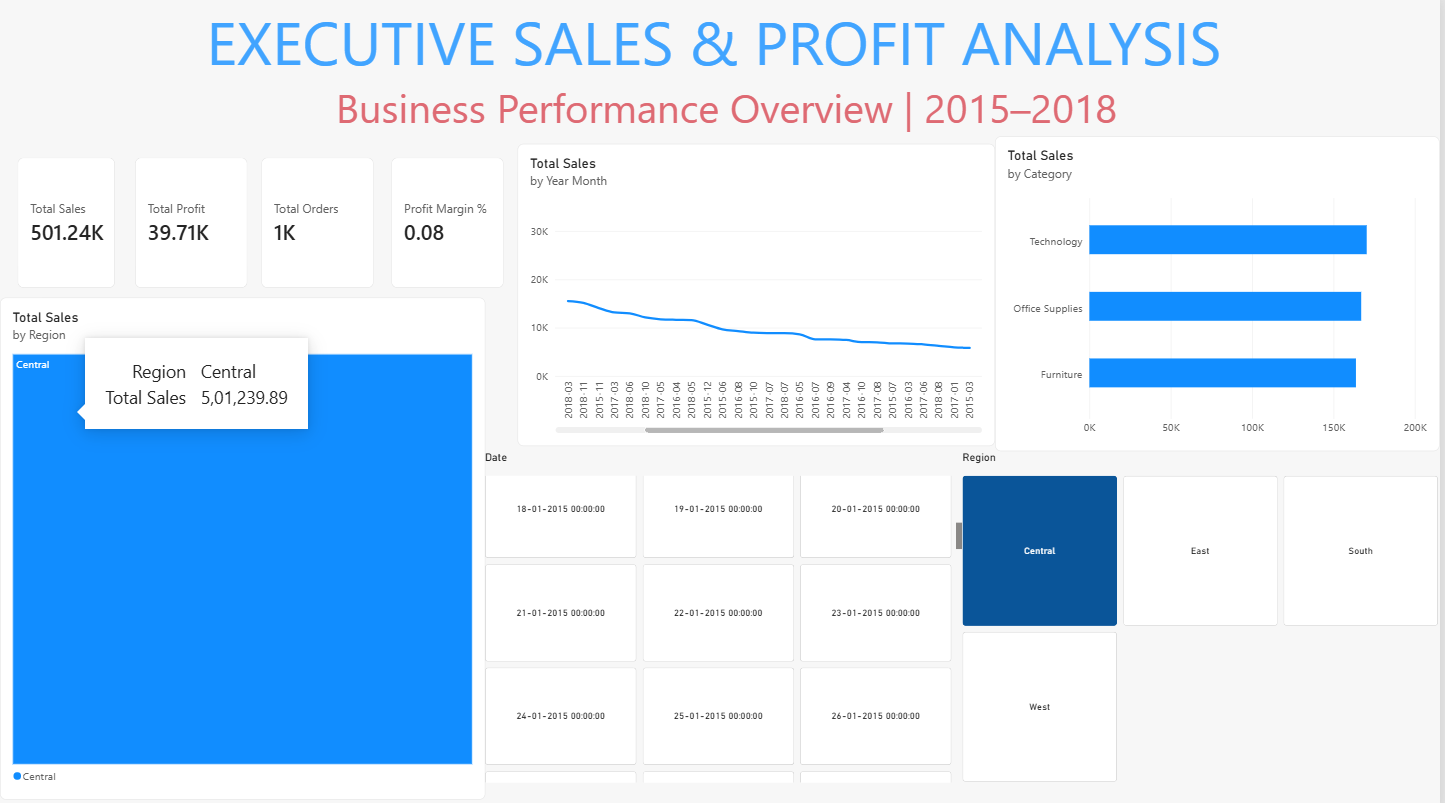 EXECUTIVE SALES & PROFIT ANALYSIS
Business Performance Overview | 2015–2018
Total Sales
501.24K
Total Profit
39.71K
Total Orders
1K
Profit Margin %
0.08
Total Sales
by Year Month
30K
20K
10K
0K
2018-03
2018-11
2015-11
2017-03
2018-06
2018-10
2017-05
2016-04
2018-05
2015-12
2015-06
2016-08
2015-10
2017-07
2017-08
2016-05
2016-07
2016-09
2017-04
2016-10
2015-08
2015-07
2016-03
2017-06
2018-08
2017-01
2015-03
Total Sales
by Category
Technology
Office Supplies
Furniture
0K
50K
100K
150K
200K
Total Sales
by Region
Central
Region Central
Total Sales 5,01,239.89
Central
Date
18-01-2015 00:00:00
19-01-2015 00:00:00
20-01-2015 00:00:00
21-01-2015 00:00:00
22-01-2015 00:00:00
23-01-2015 00:00:00
24-01-2015 00:00:00
25-01-2015 00:00:00
26-01-2015 00:00:00
Region
Central
East
South
West